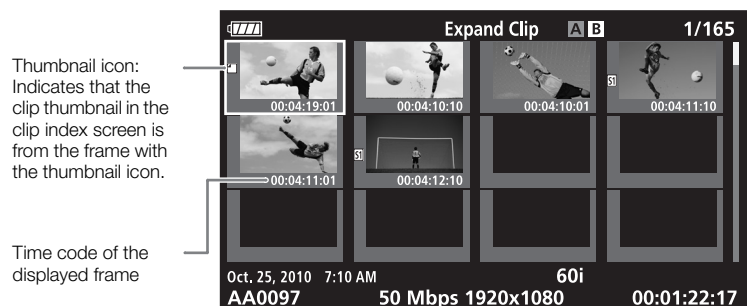 Expand Clip A B 1/165
Thumbnail icon:
Indicates that the
clip thumbnail in the
clip index screen is
from the frame with
the thumbnail icon.
00:04:19:01 00:04:10:10 00:04:10:01 S1 00:04:11:10
00:04:11:01 S1 00:04:12:10
Time code of the
displayed frame
Oct. 25, 2010 7:10 AM 60i
AA0097 50 Mbps 1920x1080 00:01:22:17